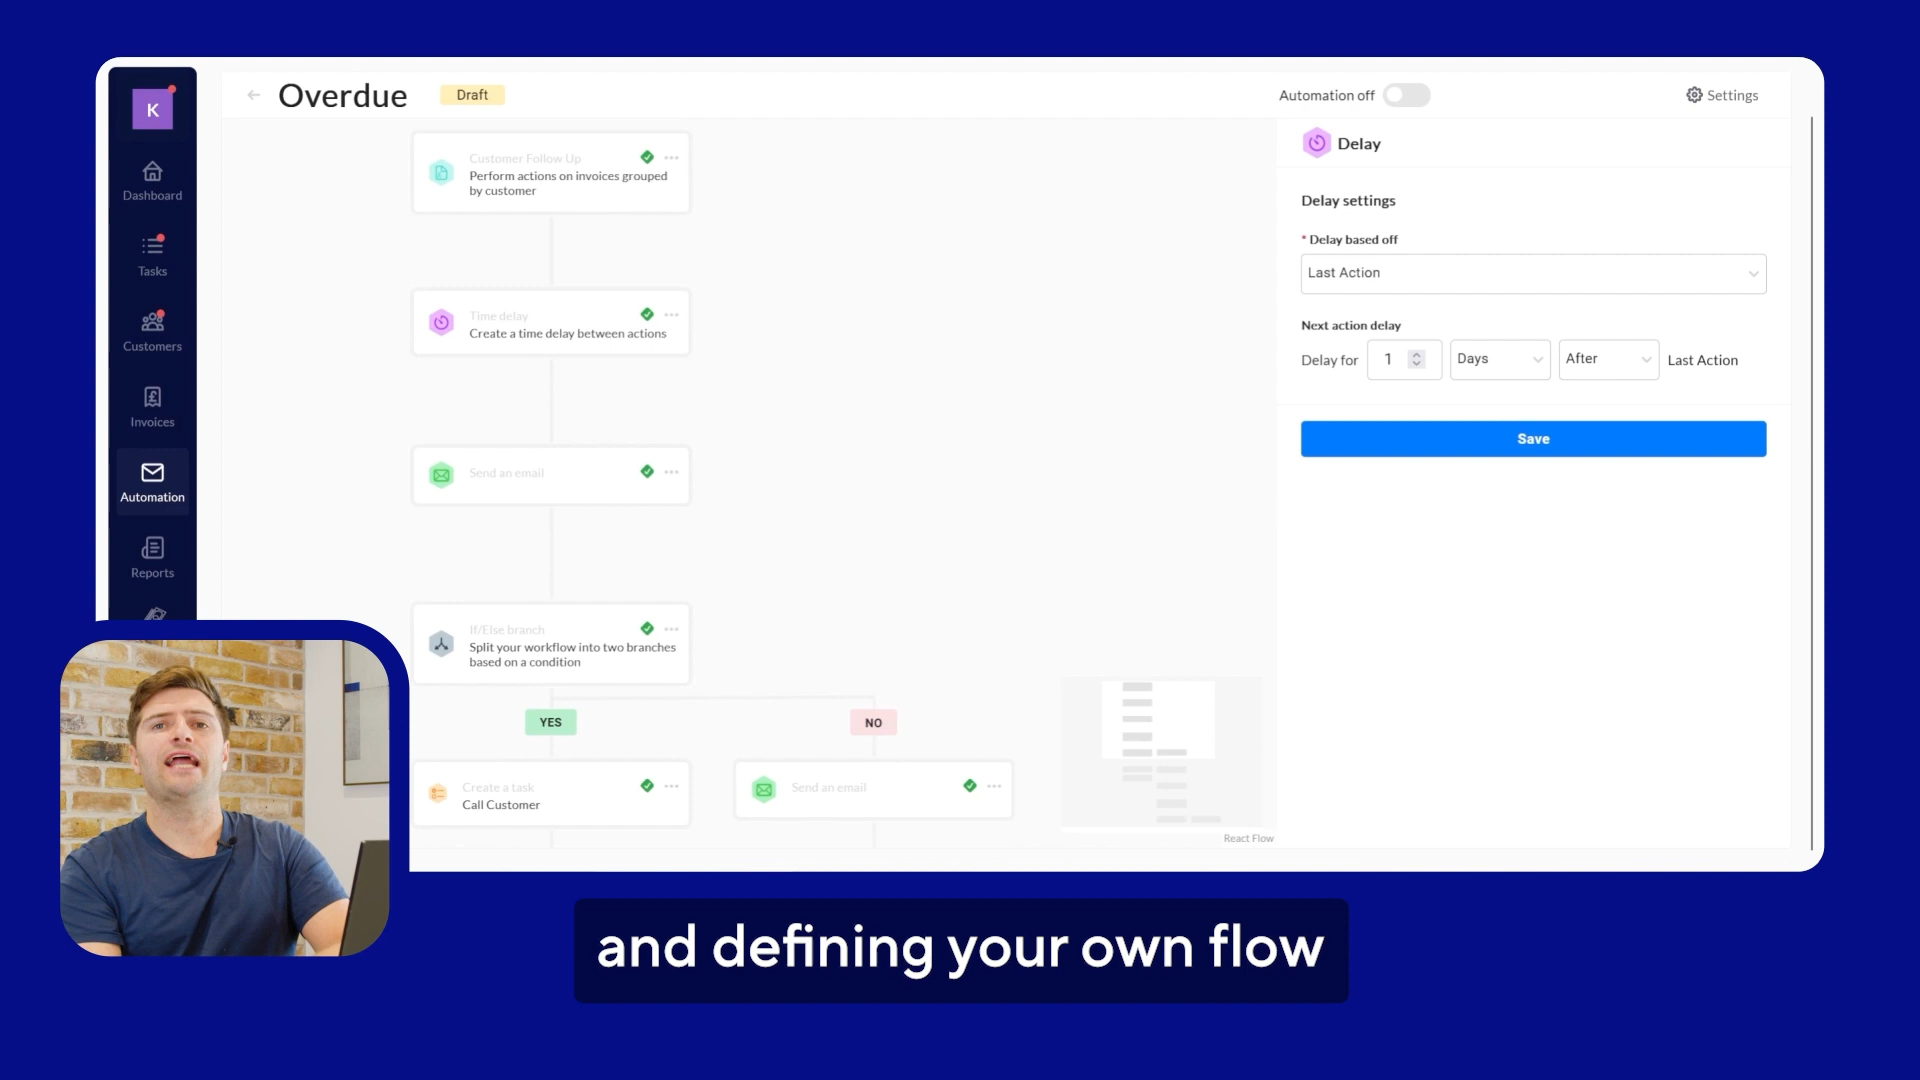 K
Overdue
Draft
Automation off
Settings
Dashboard
Tasks
Customers
Invoices
Automation
Reports
Customer Follow Up
Perform actions on invoices grouped
by customer
Time delay
Create a time delay between actions
Send an email
If/Else branch
Split your workflow into two branches
based on a condition
YES
NO
Create a task
Call Customer
Send an email
React Flow
Delay
Delay settings
* Delay based off
Last Action
Next action delay
Delay for 1 Days After Last Action
Save
and defining your own flow